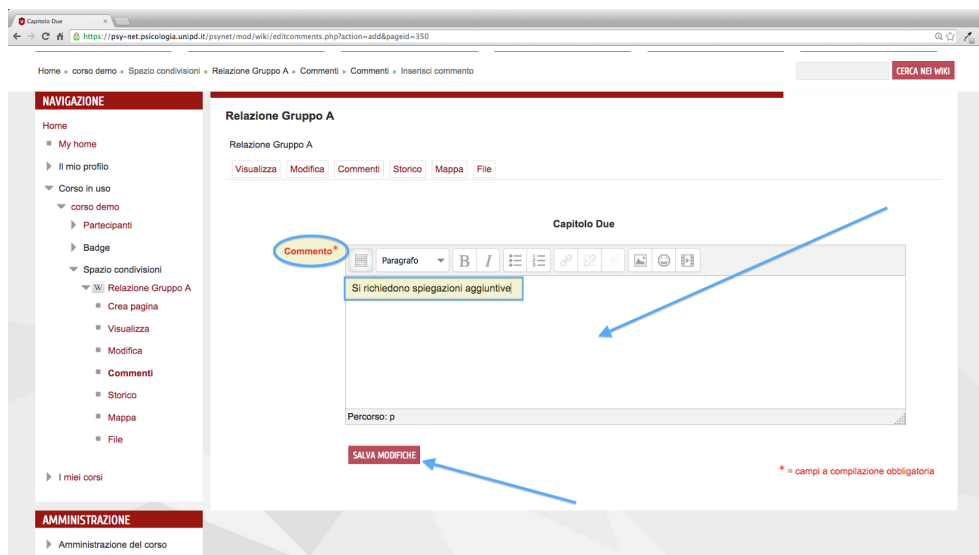 Capitolo Due
https://psy-net.psicologia.unipd.it/psynet/mod/wiki/editcomments.php?action=add&pageid=350
Home ▸ corso demo ▸ Spazio condivisioni ▸ Relazione Gruppo A ▸ Commenti ▸ Commenti ▸ Inserisci commento
CERCA NEI WIKI
NAVIGAZIONE
Home
My home
Il mio profilo
Corso in uso
corso demo
Partecipanti
Badge
Spazio condivisioni
W Relazione Gruppo A
Crea pagina
Visualizza
Modifica
Commenti
Storico
Mappa
File
I miei corsi
AMMINISTRAZIONE
Amministrazione del corso
Relazione Gruppo A
Relazione Gruppo A
Visualizza Modifica Commenti Storico Mappa File
Capitolo Due
Commento*
Paragrafo B I
Si richiedono spiegazioni aggiuntive
Percorso: p
SALVA MODIFICHE
* = campi a compilazione obbligatoria